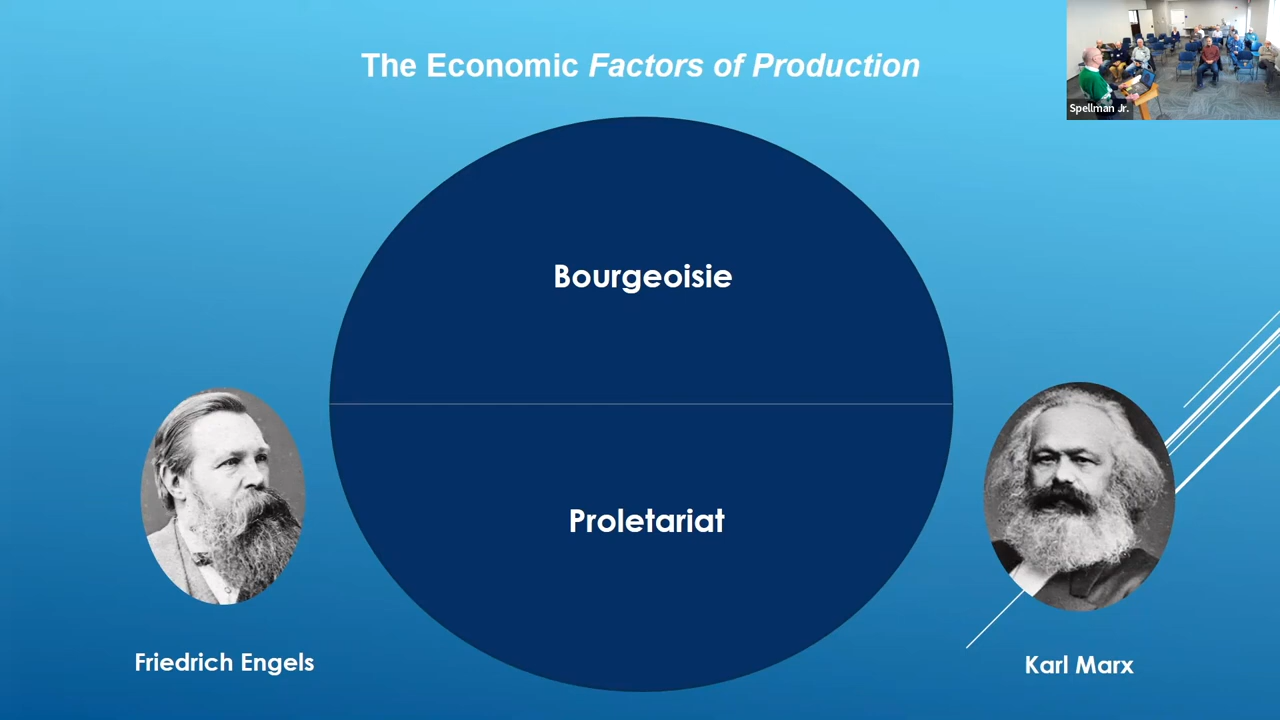 The Economic Factors of Production
Spellman Jr.
Bourgeoisie
Proletariat
Friedrich Engels
Karl Marx